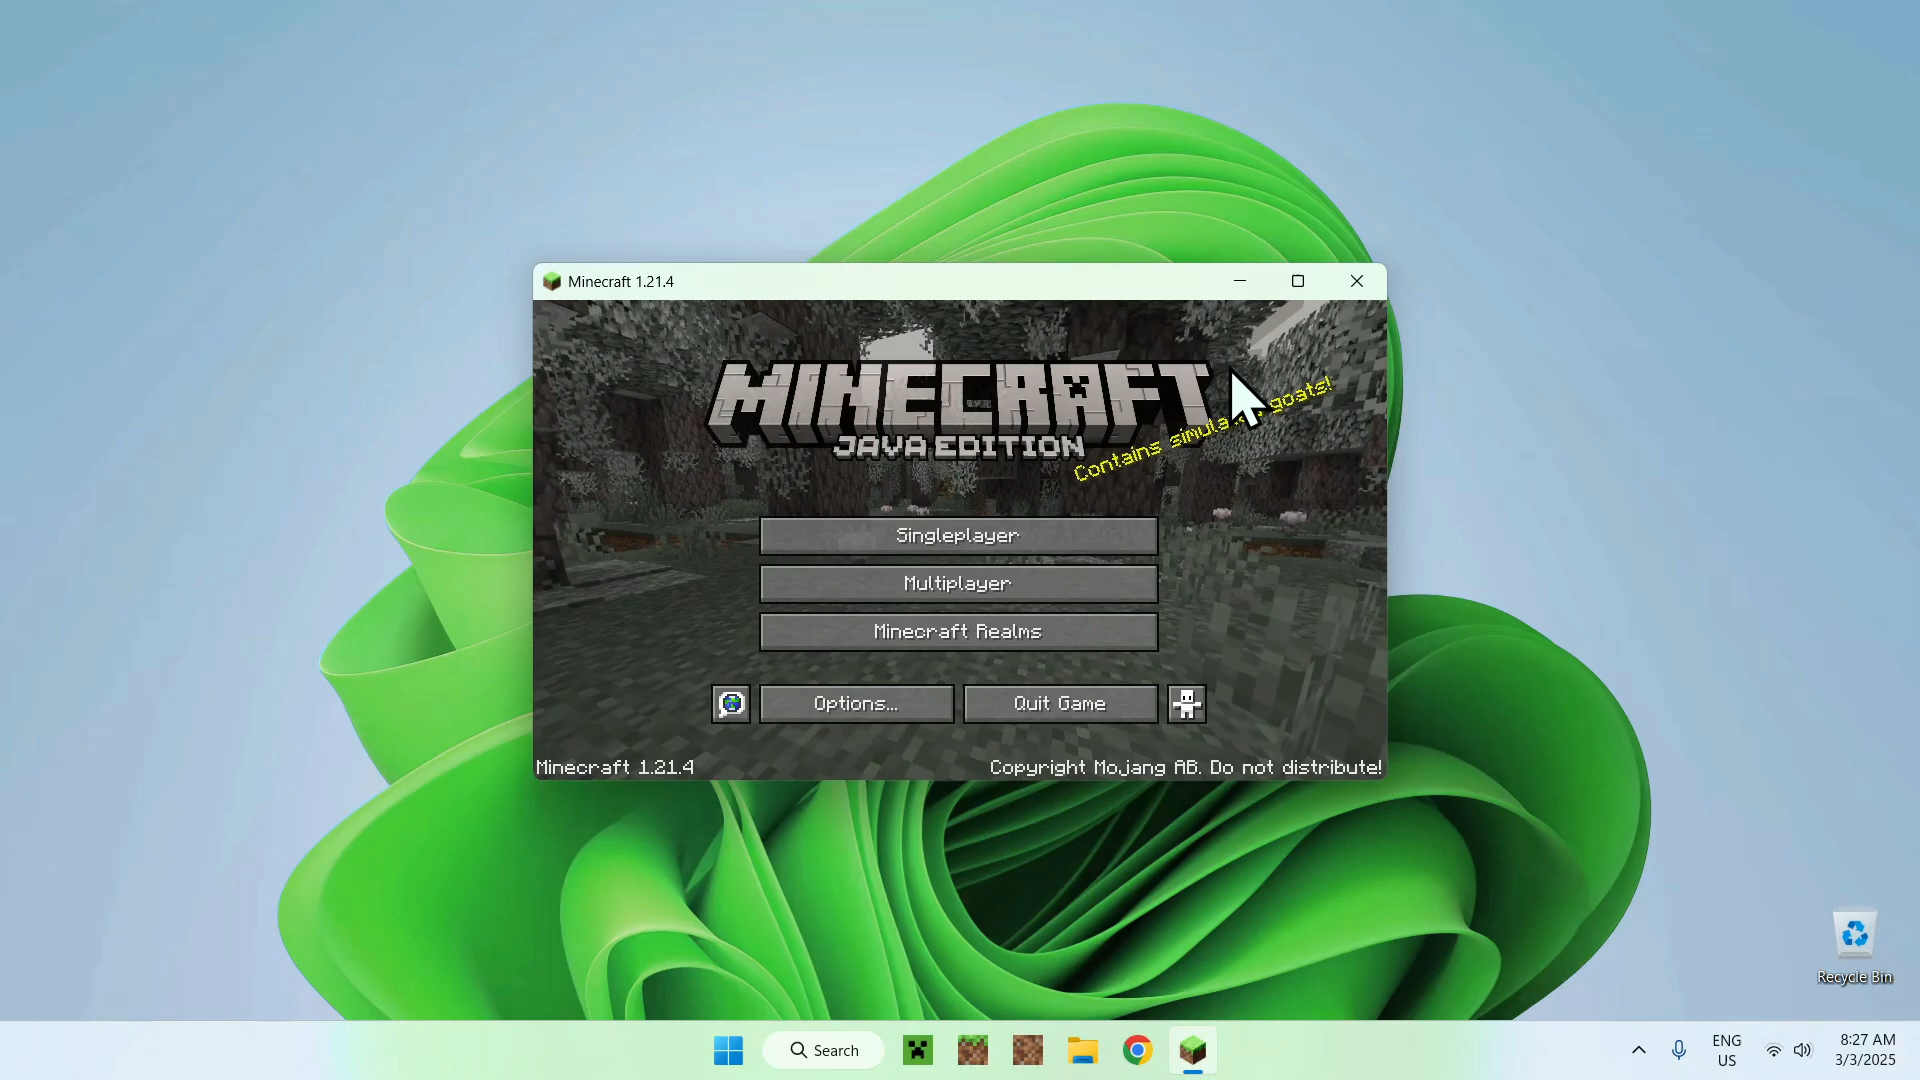 Minecraft 1.21.4
MINECRAFT
JAVA EDITION
Contains simula goats!
Singleplayer
Multiplayer
Minecraft Realms
Options...
Quit Game
Minecraft 1.21.4
Copyright Mojang AB. Do not distribute!
Recycle Bin
Search
ENG
US
8:27 AM
3/3/2025